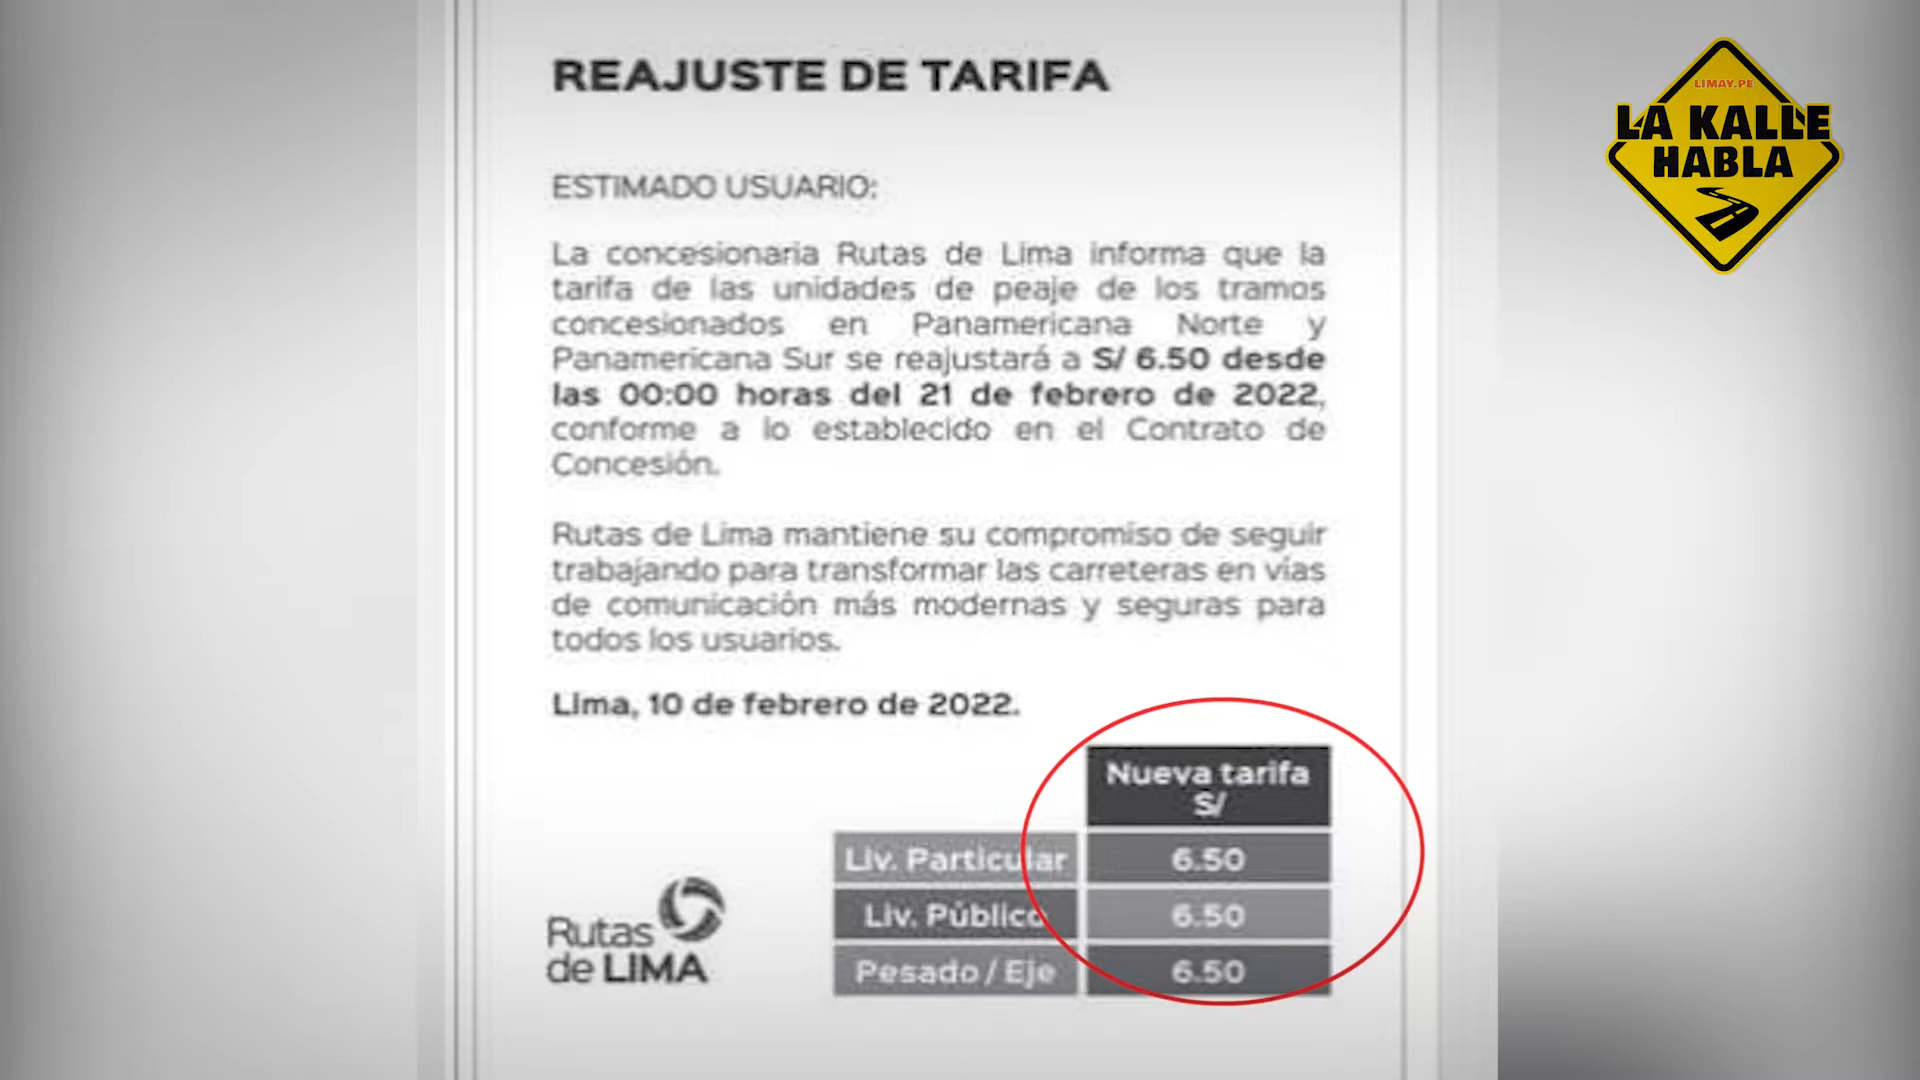 REAJUSTE DE TARIFA
LIMAY.PE
LA KALLE
HABLA
ESTIMADO USUARIO:
La concesionaria Rutas de Lima informa que la
tarifa de las unidades de peaje de los tramos
concesionados en Panamericana Norte y
Panamericana Sur se reajustará a S/ 6.50 desde
las 00:00 horas del 21 de febrero de 2022,
conforme a lo establecido en el Contrato de
Concesión.
Rutas de Lima mantiene su compromiso de seguir
trabajando para transformar las carreteras en vías
de comunicación más modernas y seguras para
todos los usuarios.
Lima, 10 de febrero de 2022.
Nueva tarifa
S/
Liv. Particular 6.50
Liv. Público 6.50
Pesado / Eje 6.50
Rutas
de LIMA